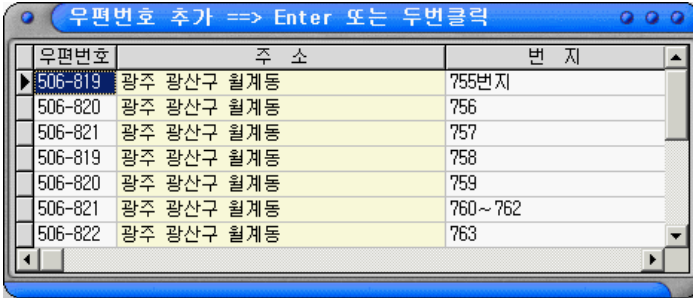 우편번호 추가 ==> Enter 또는 두번클릭
우편번호 주 소 번 지
506-819 광주 광산구 월계동 755번지
506-820 광주 광산구 월계동 756
506-821 광주 광산구 월계동 757
506-819 광주 광산구 월계동 758
506-820 광주 광산구 월계동 759
506-821 광주 광산구 월계동 760~762
506-822 광주 광산구 월계동 763